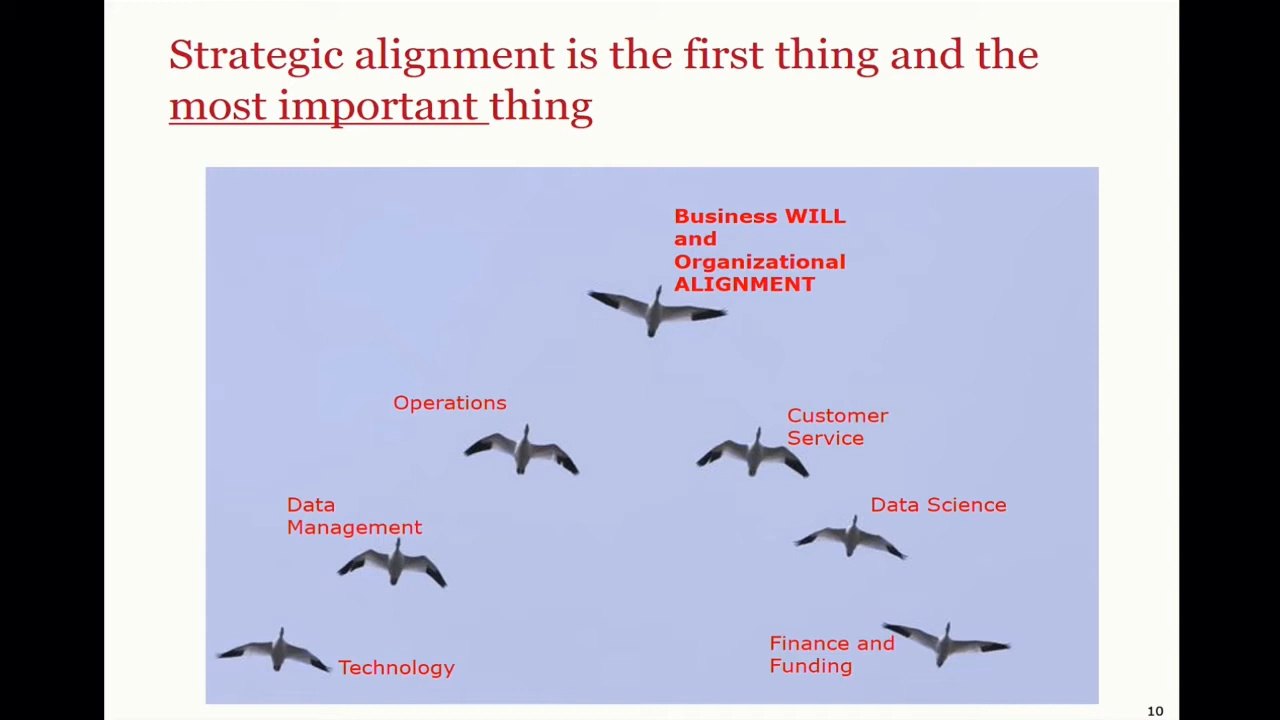 Strategic alignment is the first thing and the
most important thing
Business WILL
and
Organizational
ALIGNMENT
Operations
Customer
Service
Data
Management
Data Science
Technology
Finance and
Funding
10